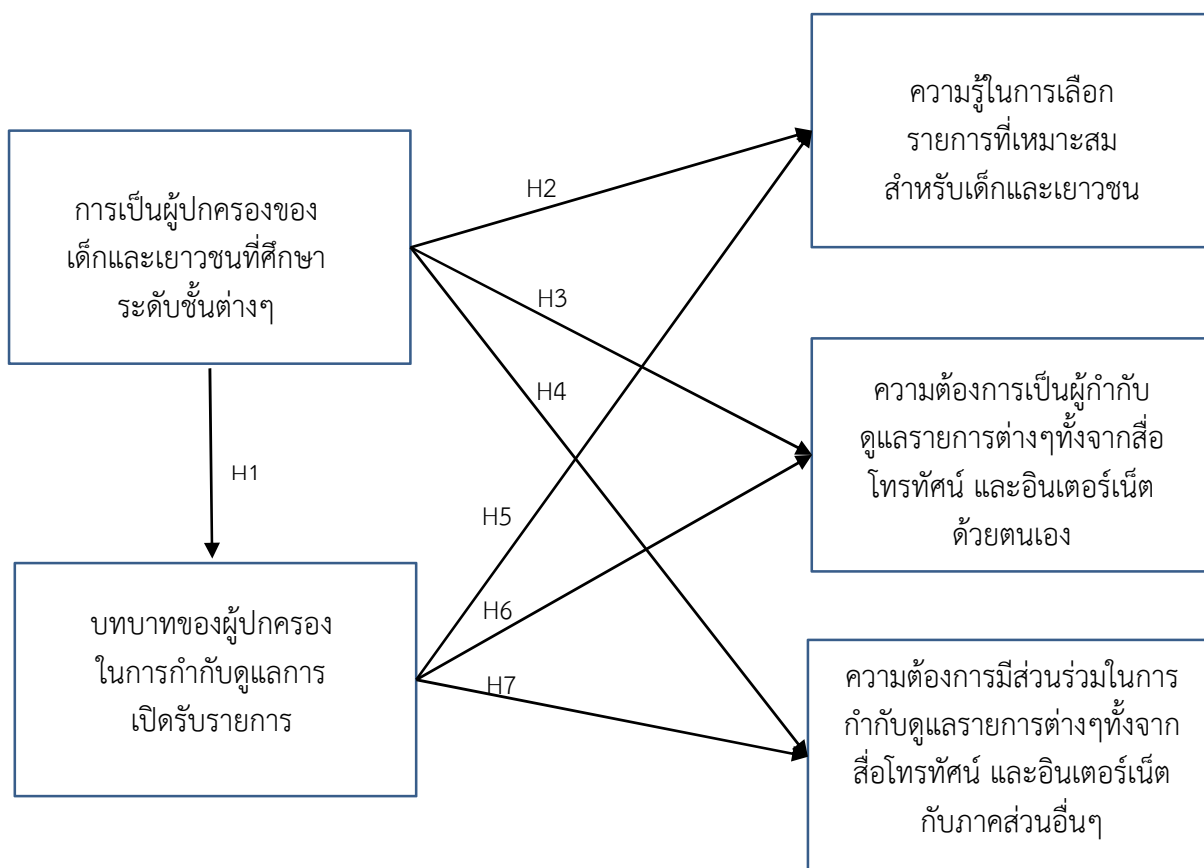 การเป็นผู้ปกครองของ
เด็กและเยาวชนที่ศึกษา
ระดับชั้นต่างๆ
H1
บทบาทของผู้ปกครอง
ในการกำกับดูแลการ
เปิดรับรายการ
H2
H3
H4
H5
H6
H7
ความรู้ในการเลือก
รายการที่เหมาะสม
สำหรับเด็กและเยาวชน
ความต้องการเป็นผู้กำกับ
ดูแลรายการต่างๆทั้งจากสื่อ
โทรทัศน์ และอินเตอร์เน็ต
ด้วยตนเอง
ความต้องการมีส่วนร่วมในการ
กำกับดูแลรายการต่างๆทั้งจาก
สื่อโทรทัศน์ และอินเตอร์เน็ต
กับภาคส่วนอื่นๆ